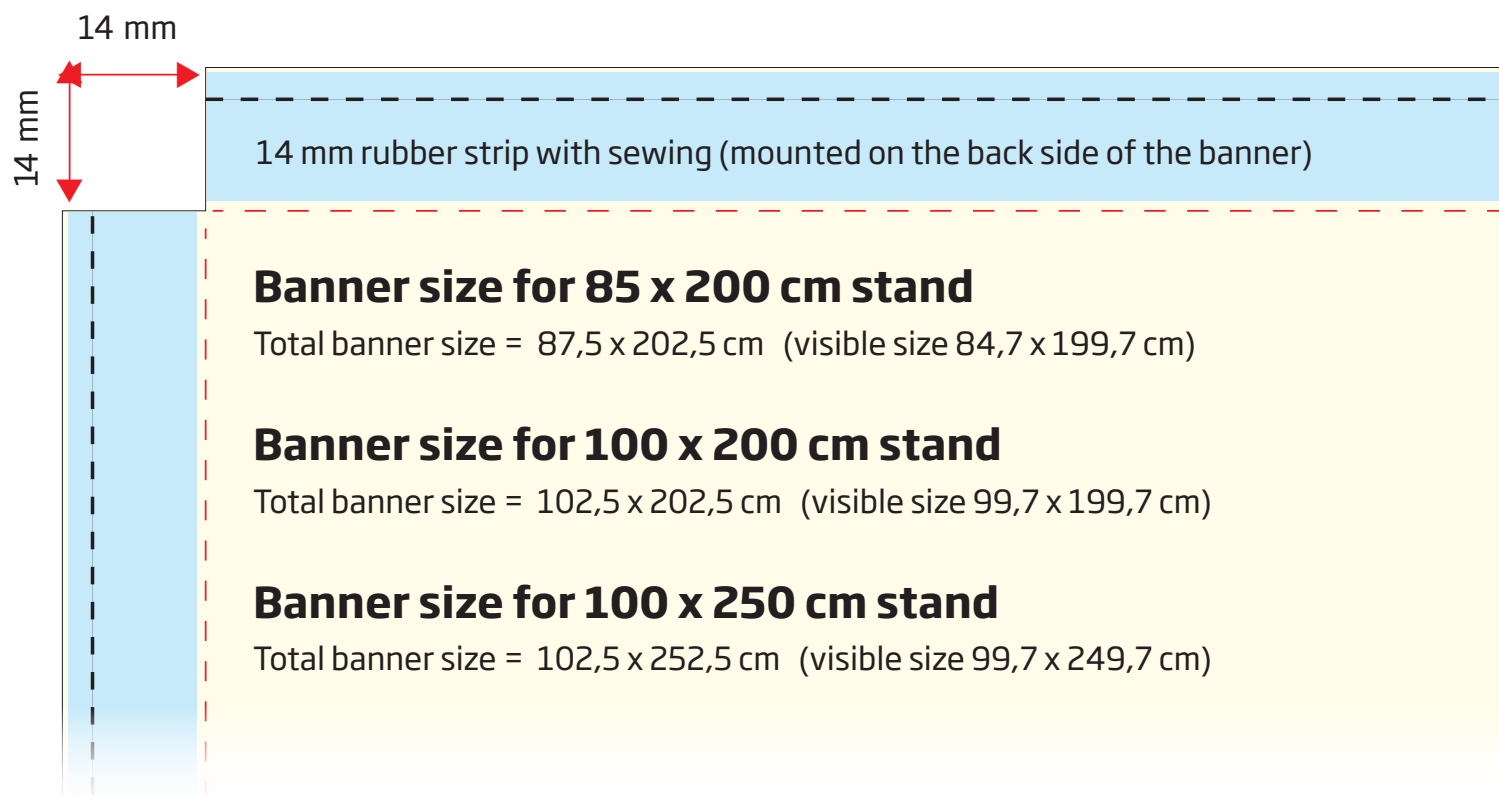 14 mm
14 mm
14 mm rubber strip with sewing (mounted on the back side of the banner)
Banner size for 85 x 200 cm stand
Total banner size = 87,5 x 202,5 cm (visible size 84,7 x 199,7 cm)
Banner size for 100 x 200 cm stand
Total banner size = 102,5 x 202,5 cm (visible size 99,7 x 199,7 cm)
Banner size for 100 x 250 cm stand
Total banner size = 102,5 x 252,5 cm (visible size 99,7 x 249,7 cm)